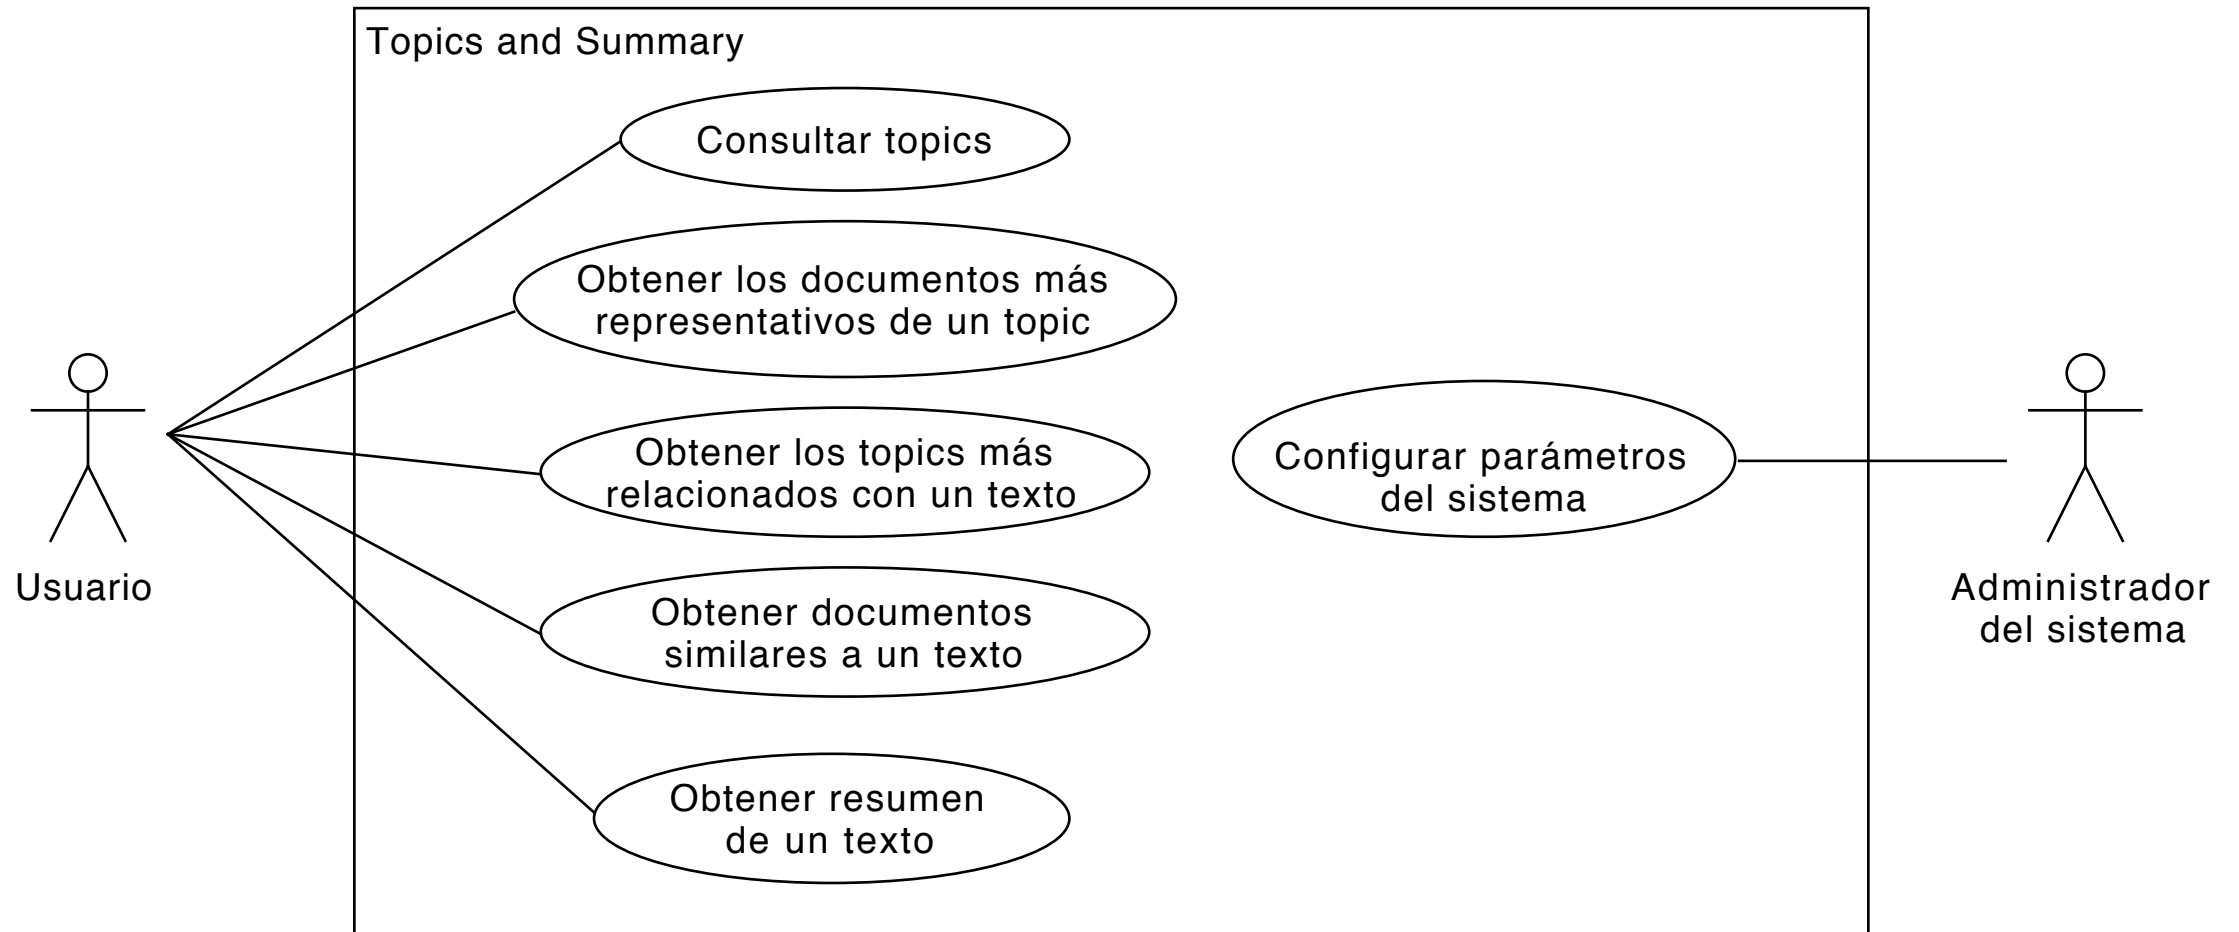 Topics and Summary
Consultar topics
Obtener los documentos más
representativos de un topic
Obtener los topics más
relacionados con un texto
Configurar parámetros
del sistema
Usuario
Administrador
del sistema
Obtener documentos
similares a un texto
Obtener resumen
de un texto